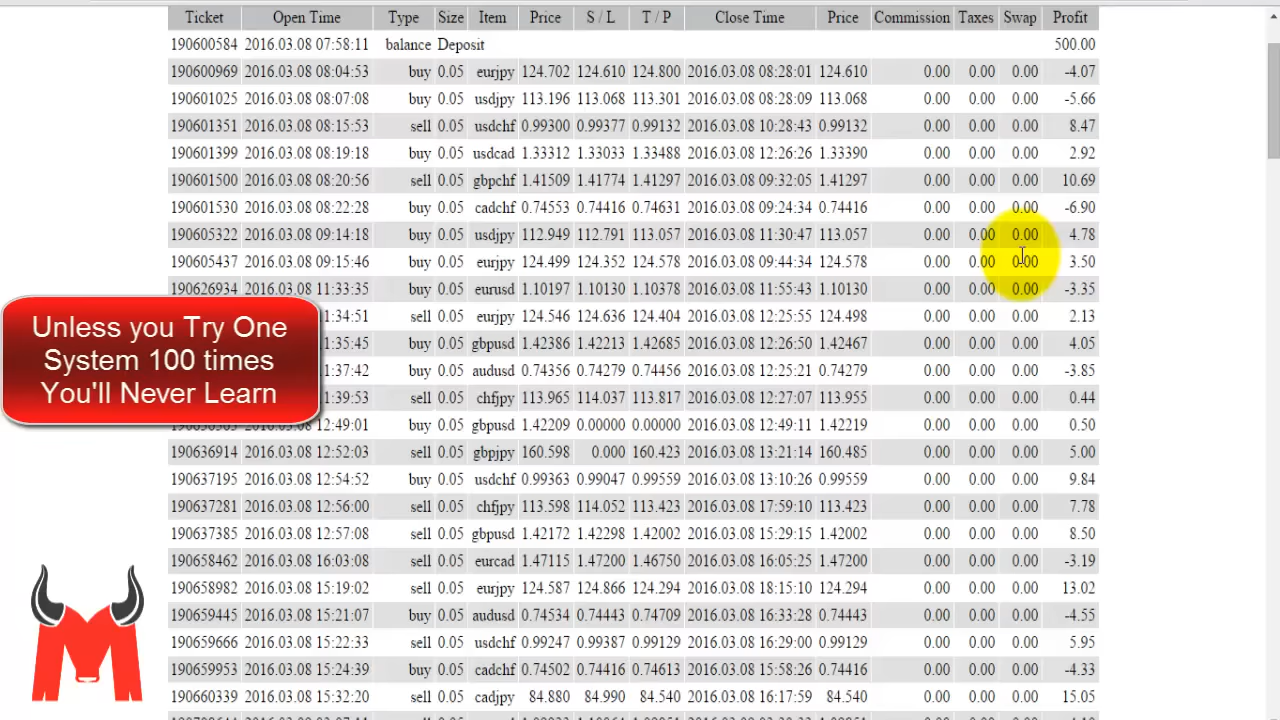 Ticket Open Time Type Size Item Price S / L T / P Close Time Price Commission Taxes Swap Profit
190600584 2016.03.08 07:58:11 balance Deposit 500.00
190600969 2016.03.08 08:04:53 buy 0.05 eurjpy 124.702 124.610 124.800 2016.03.08 08:28:01 124.610 0.00 0.00 0.00 -4.07
190601025 2016.03.08 08:07:08 buy 0.05 usdjpy 113.196 113.068 113.301 2016.03.08 08:28:09 113.068 0.00 0.00 0.00 -5.66
190601351 2016.03.08 08:15:53 sell 0.05 usdchf 0.99300 0.99377 0.99132 2016.03.08 10:28:43 0.99132 0.00 0.00 0.00 8.47
190601399 2016.03.08 08:19:18 buy 0.05 usdcad 1.33312 1.33033 1.33488 2016.03.08 12:26:26 1.33390 0.00 0.00 0.00 2.92
190601500 2016.03.08 08:20:56 sell 0.05 gbpchf 1.41509 1.41774 1.41297 2016.03.08 09:32:05 1.41297 0.00 0.00 0.00 10.69
190601530 2016.03.08 08:22:28 buy 0.05 cadchf 0.74553 0.74416 0.74631 2016.03.08 09:24:34 0.74416 0.00 0.00 0.00 -6.90
190605322 2016.03.08 09:14:18 buy 0.05 usdjpy 112.949 112.791 113.057 2016.03.08 11:30:47 113.057 0.00 0.00 0.00 4.78
190605437 2016.03.08 09:15:46 buy 0.05 eurjpy 124.499 124.352 124.578 2016.03.08 09:44:34 124.578 0.00 0.00 0.00 3.50
190626934 2016.03.08 11:33:35 buy 0.05 eurusd 1.10197 1.10130 1.10378 2016.03.08 11:55:43 1.10130 0.00 0.00 0.00 -3.35
11:34:51 sell 0.05 eurjpy 124.546 124.636 124.404 2016.03.08 12:25:55 124.498 0.00 0.00 0.00 2.13
11:35:45 buy 0.05 gbpusd 1.42386 1.42213 1.42685 2016.03.08 12:26:50 1.42467 0.00 0.00 0.00 4.05
11:37:42 buy 0.05 audusd 0.74356 0.74279 0.74456 2016.03.08 12:25:21 0.74279 0.00 0.00 0.00 -3.85
11:39:53 sell 0.05 chfjpy 113.965 114.037 113.817 2016.03.08 12:27:07 113.955 0.00 0.00 0.00 0.44
12:49:01 buy 0.05 gbpusd 1.42209 0.00000 0.00000 2016.03.08 12:49:11 1.42219 0.00 0.00 0.00 0.50
190636914 2016.03.08 12:52:03 sell 0.05 gbpjpy 160.598 0.000 160.423 2016.03.08 13:21:14 160.485 0.00 0.00 0.00 5.00
190637195 2016.03.08 12:54:52 buy 0.05 usdchf 0.99363 0.99047 0.99559 2016.03.08 13:10:26 0.99559 0.00 0.00 0.00 9.84
190637281 2016.03.08 12:56:00 sell 0.05 chfjpy 113.598 114.052 113.423 2016.03.08 17:59:10 113.423 0.00 0.00 0.00 7.78
190637385 2016.03.08 12:57:08 sell 0.05 gbpusd 1.42172 1.42298 1.42002 2016.03.08 15:29:15 1.42002 0.00 0.00 0.00 8.50
190658462 2016.03.08 16:03:08 sell 0.05 eurcad 1.47115 1.47200 1.46750 2016.03.08 16:05:25 1.47200 0.00 0.00 0.00 -3.19
190658982 2016.03.08 15:19:02 sell 0.05 eurjpy 124.587 124.866 124.294 2016.03.08 18:15:10 124.294 0.00 0.00 0.00 13.02
190659445 2016.03.08 15:21:07 buy 0.05 audusd 0.74534 0.74443 0.74709 2016.03.08 16:33:28 0.74443 0.00 0.00 0.00 -4.55
190659666 2016.03.08 15:22:33 sell 0.05 usdchf 0.99247 0.99387 0.99129 2016.03.08 16:29:00 0.99129 0.00 0.00 0.00 5.95
190659953 2016.03.08 15:24:39 buy 0.05 cadchf 0.74502 0.74416 0.74613 2016.03.08 15:58:26 0.74416 0.00 0.00 0.00 -4.33
190660339 2016.03.08 15:32:20 sell 0.05 cadjpy 84.880 84.990 84.540 2016.03.08 16:17:59 84.540 0.00 0.00 0.00 15.05
Unless you Try One
System 100 times
You'll Never Learn